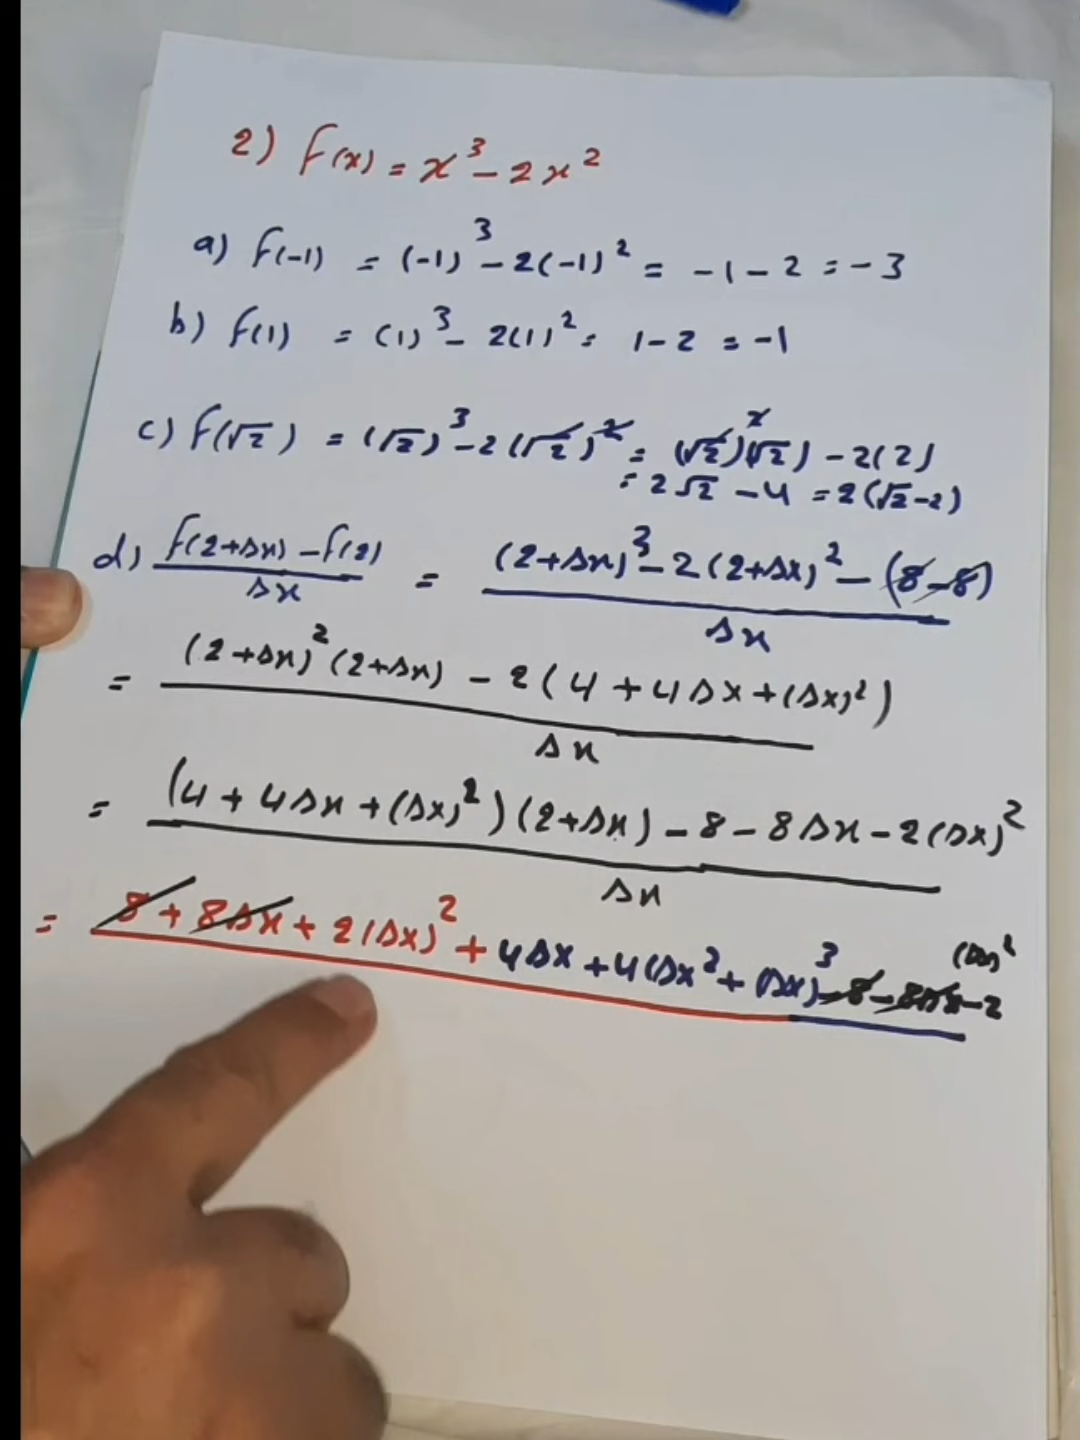 2) f(x) = x³ - 2x²
a) f(-1) = (-1)³ - 2(-1)² = -1 - 2 = -3
b) f(1) = (1)³ - 2(1)² = 1 - 2 = -1
c) f(√2) = (√2)³ - 2(√2)² = (√2)²(√2) - 2(2)
= 2√2 - 4 = 2(√2-2)
d) f(2+Δx) - f(2) / Δx = (2+Δx)³ - 2(2+Δx)² - (8-8) / Δx
= (2+Δx)²(2+Δx) - 2(4 + 4Δx + (Δx)²) / Δx
= (4 + 4Δx + (Δx)²)(2+Δx) - 8 - 8Δx - 2(Δx)² / Δx
= 8 + 8Δx + 2(Δx)² + 4Δx + 4(Δx² + (Δx)³ - 8 - 8Δx - 2 (Δx)²